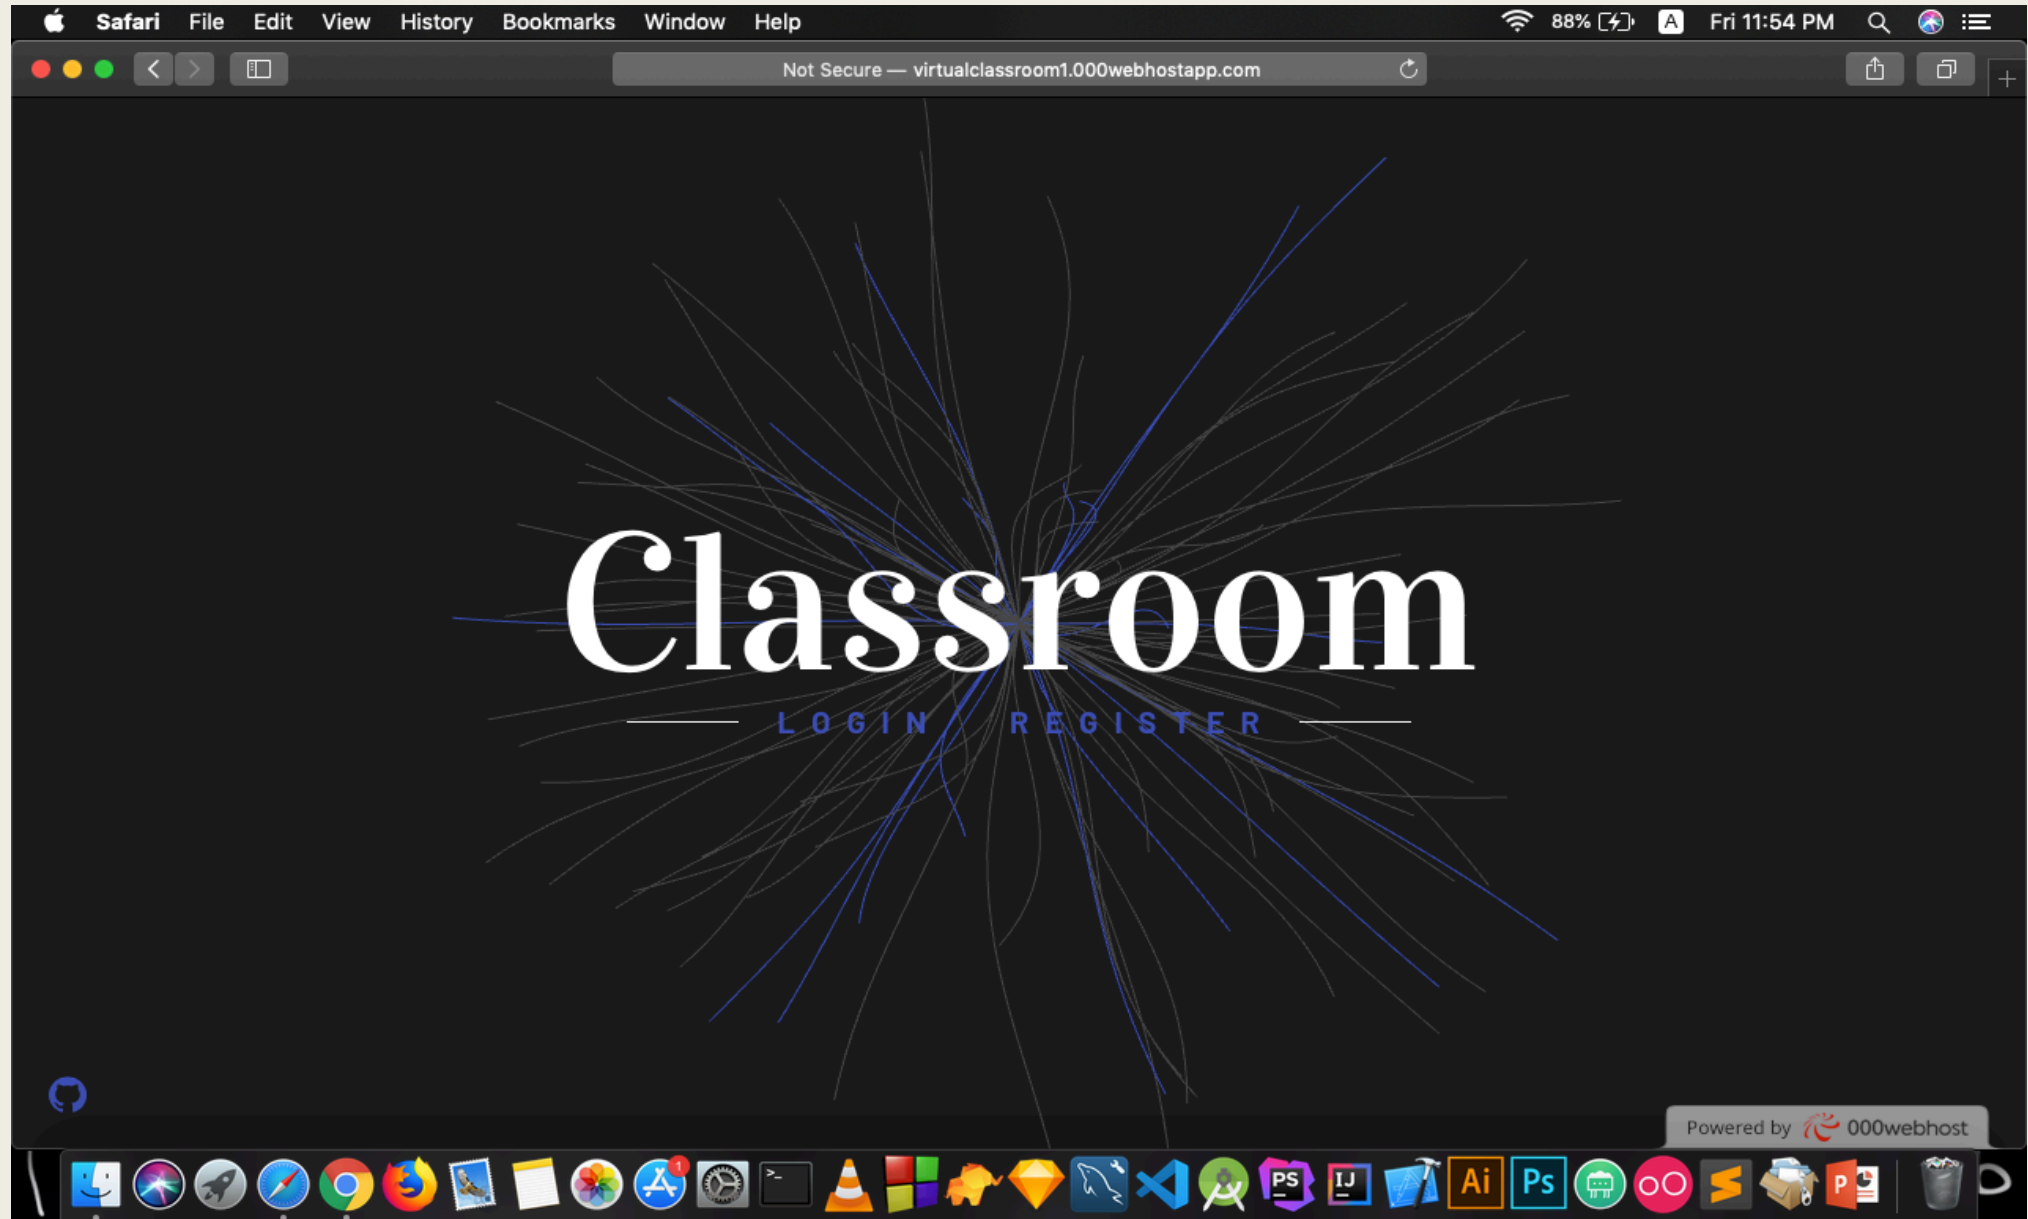 Safari File Edit View History Bookmarks Window Help 88% A Fri 11:54 PM
Not Secure — virtualclassroom1.000webhostapp.com
Classroom
LOGIN REGISTER
Powered by 000webhost
1
>_
PS
IJ
Ai
Ps
P